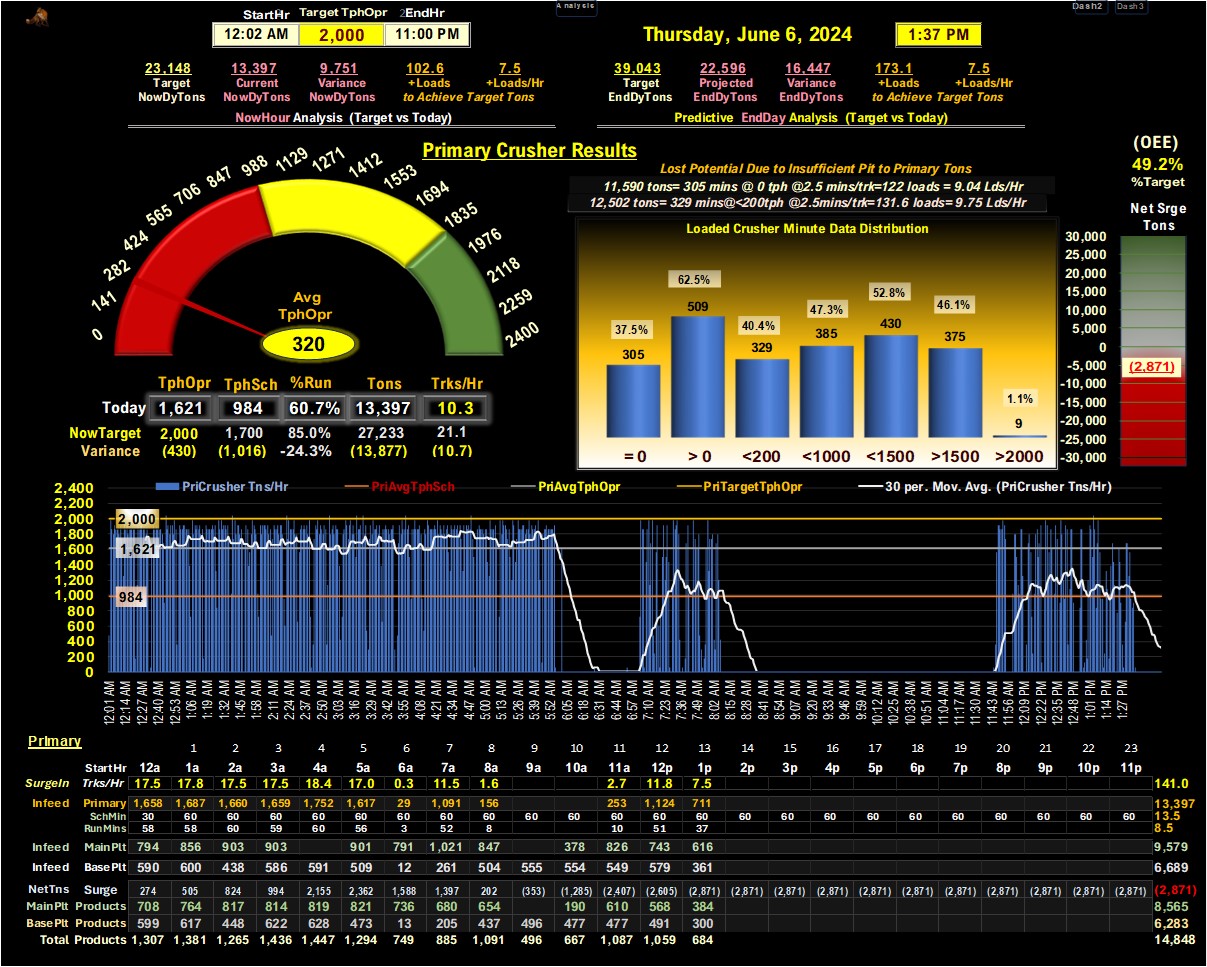 Analysis
Dash2 Dash3
StartHr Target TphOpr 2EndHr
12:02 AM 2,000 11:00 PM
Thursday, June 6, 2024 1:37 PM
23,148 13,397 9,751 102.6 7.5
Target Current Variance +Loads +Loads/Hr
NowDyTons NowDyTons NowDyTons to Achieve Target Tons
NowHour Analysis (Target vs Today)
39,043 22,596 16,447 173.1 7.5
Target Projected Variance +Loads +Loads/Hr
EndDyTons EndDyTons EndDyTons to Achieve Target Tons
Predictive EndDay Analysis (Target vs Today)
Primary Crusher Results
0 141 282 424 565 706 847 988 1129 1271 1412 1553 1694 1835 1976 2118 2259 2400
Avg
TphOpr
320
TphOpr TphSch %Run Tons Trks/Hr
Today 1,621 984 60.7% 13,397 10.3
NowTarget 2,000 1,700 85.0% 27,233 21.1
Variance (430) (1,016) -24.3% (13,877) (10.7)
Lost Potential Due to Insufficient Pit to Primary Tons
11,590 tons= 305 mins @ 0 tph @2.5 mins/trk=122 loads = 9.04 Lds/Hr
12,502 tons= 329 mins@<200tph @2.5mins/trk=131.6 loads= 9.75 Lds/Hr
Loaded Crusher Minute Data Distribution
37.5% 62.5% 40.4% 47.3% 52.8% 46.1% 1.1%
305 509 329 385 430 375 9
= 0 > 0 <200 <1000 <1500 >1500 >2000
(OEE)
49.2%
%Target
Net Srge
Tons
30,000
25,000
20,000
15,000
10,000
5,000
0
-5,000
-10,000
-15,000
-20,000
-25,000
-30,000
(2,871)
PriCrusher Tns/Hr PriAvgTphSch PriAvgTphOpr PriTargetTphOpr 30 per. Mov. Avg. (PriCrusher Tns/Hr)
2,400
2,200
2,000
1,800
1,600
1,400
1,200
1,000
800
600
400
200
0
2,000
1,621
984
12:01 AM 12:14 AM 12:27 AM 12:40 AM 12:53 AM 1:06 AM 1:19 AM 1:32 AM 1:45 AM 1:58 AM 2:11 AM 2:24 AM 2:37 AM 2:50 AM 3:03 AM 3:16 AM 3:29 AM 3:42 AM 3:55 AM 4:08 AM 4:21 AM 4:34 AM 4:47 AM 5:00 AM 5:13 AM 5:26 AM 5:39 AM 5:52 AM 6:05 AM 6:18 AM 6:31 AM 6:44 AM 6:57 AM 7:10 AM 7:23 AM 7:36 AM 7:49 AM 8:02 AM 8:15 AM 8:28 AM 8:41 AM 8:54 AM 9:07 AM 9:20 AM 9:33 AM 9:46 AM 9:59 AM 10:12 AM 10:25 AM 10:38 AM 10:51 AM 11:04 AM 11:17 AM 11:30 AM 11:43 AM 11:56 AM 12:09 PM 12:22 PM 12:35 PM 12:48 PM 1:01 PM 1:14 PM 1:27 PM
Primary
1 2 3 4 5 6 7 8 9 10 11 12 13 14 15 16 17 18 19 20 21 22 23
StartHr 12a 1a 2a 3a 4a 5a 6a 7a 8a 9a 10a 11a 12p 1p 2p 3p 4p 5p 6p 7p 8p 9p 10p 11p
SurgeIn Trks/Hr 17.5 17.8 17.5 17.5 18.4 17.0 0.3 11.5 1.6 2.7 11.8 7.5 141.0
Infeed Primary 1,658 1,687 1,660 1,659 1,752 1,617 29 1,091 156 253 1,124 711 13,397
SchMin 30 60 60 60 60 60 60 60 60 60 60 60 60 60 60 60 60 60 60 60 60 60 60 60 13.5
RunMins 58 58 60 59 60 56 3 52 8 10 51 37 8.5
Infeed MainPlt 794 856 903 903 901 791 1,021 847 378 826 743 616 9,579
Infeed BasePlt 590 600 438 586 591 509 12 261 504 555 554 549 579 361 6,689
NetTns Surge 274 505 824 994 2,155 2,362 1,588 1,397 202 (353) (1,285) (2,407) (2,605) (2,871) (2,871) (2,871) (2,871) (2,871) (2,871) (2,871) (2,871) (2,871) (2,871) (2,871) (2,871)
MainPlt Products 708 764 817 814 819 821 736 680 654 190 610 568 384 8,565
BasePlt Products 599 617 448 622 628 473 13 205 437 496 477 477 491 300 6,283
Total Products 1,307 1,381 1,265 1,436 1,447 1,294 749 885 1,091 496 667 1,087 1,059 684 14,848